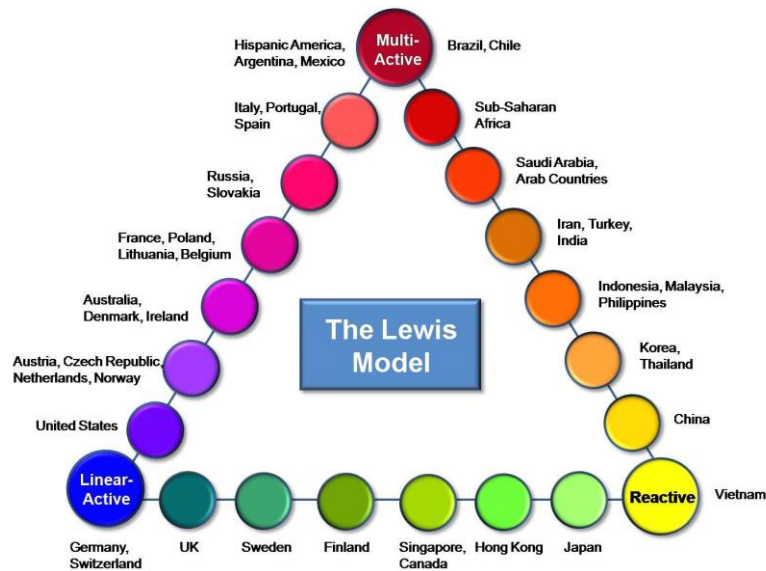 Hispanic America,
Argentina, Mexico
Multi-
Active
Brazil, Chile
Italy, Portugal,
Spain
Sub-Saharan
Africa
Russia,
Slovakia
Saudi Arabia,
Arab Countries
France, Poland,
Lithuania, Belgium
Iran, Turkey,
India
Australia,
Denmark, Ireland
The Lewis
Model
Indonesia, Malaysia,
Philippines
Austria, Czech Republic,
Netherlands, Norway
Korea,
Thailand
United States
China
Linear-
Active
Reactive
Vietnam
Germany,
Switzerland
UK
Sweden
Finland
Singapore,
Canada
Hong Kong
Japan